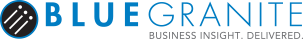 BLUEGRANITE
BUSINESS INSIGHT. DELIVERED.